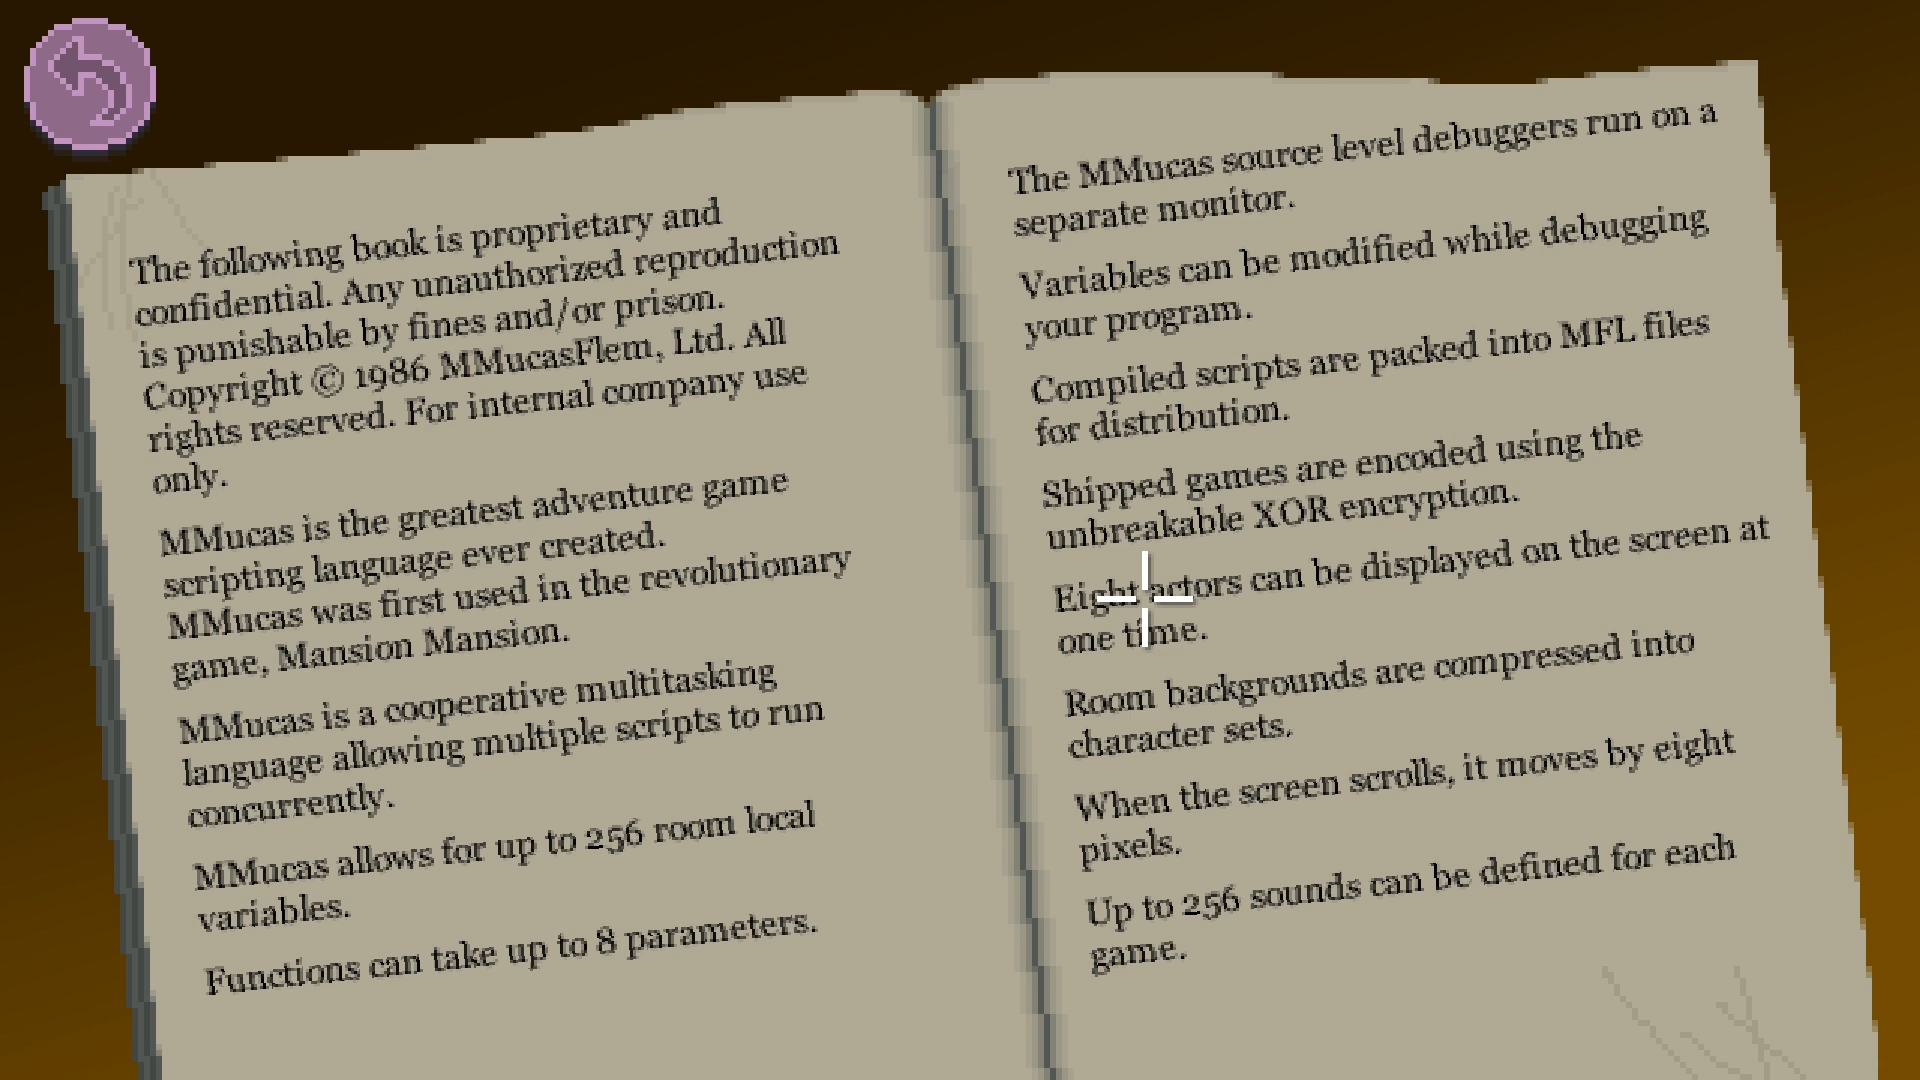 The following book is proprietary and
confidential. Any unauthorized reproduction
is punishable by fines and/or prison.
Copyright © 1986 MMucasFlem, Ltd. All
rights reserved. For internal company use
only.
MMucas is the greatest adventure game
scripting language ever created.
MMucas was first used in the revolutionary
game, Mansion Mansion.
MMucas is a cooperative multitasking
language allowing multiple scripts to run
concurrently.
MMucas allows for up to 256 room local
variables.
Functions can take up to 8 parameters.
The MMucas source level debuggers run on a
separate monitor.
Variables can be modified while debugging
your program.
Compiled scripts are packed into MFL files
for distribution.
Shipped games are encoded using the
unbreakable XOR encryption.
Eight actors can be displayed on the screen at
one time.
Room backgrounds are compressed into
character sets.
When the screen scrolls, it moves by eight
pixels.
Up to 256 sounds can be defined for each
game.